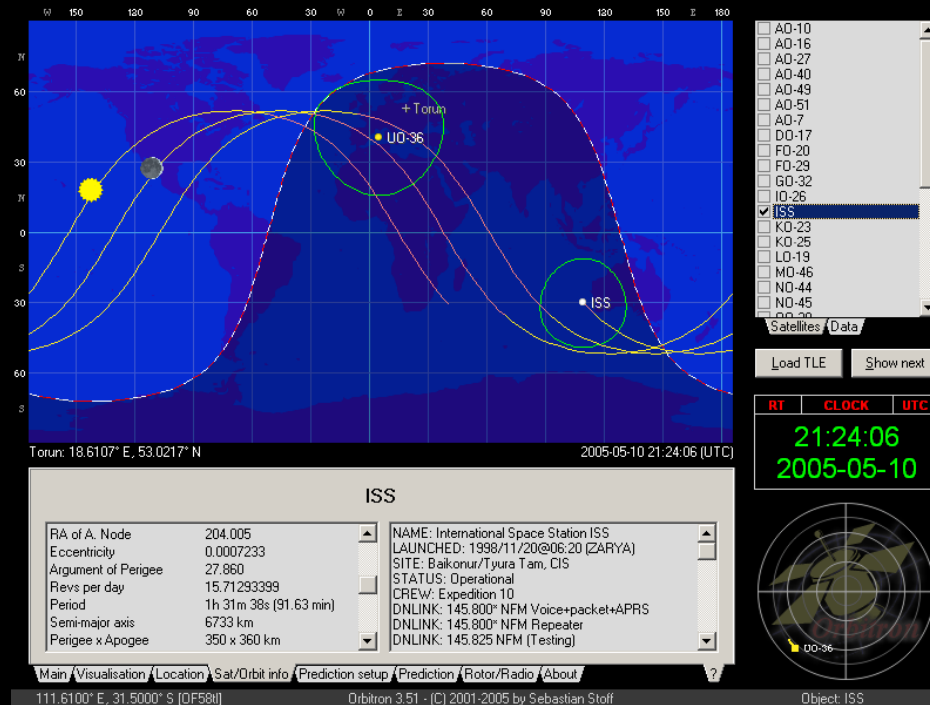 W 150 120 90 60 30 W 0 E 30 60 90 120 150 E 180
N
60
30
N
0
S
30
60
S
+ Torun
UO-36
ISS
Torun: 18.6107° E, 53.0217° N
2005-05-10 21:24:06 (UTC)
AO-10
AO-16
AO-27
AO-40
AO-49
AO-51
AO-7
DO-17
FO-20
FO-29
GO-32
IO-26
ISS
KO-23
KO-25
LO-19
MO-46
NO-44
NO-45
Satellites Data
Load TLE Show next
RT CLOCK UTC
21:24:06
2005-05-10
UO-36
ISS
RA of A. Node 204.005
Eccentricity 0.0007233
Argument of Perigee 27.860
Revs per day 15.71293399
Period 1h 31m 38s (91.63 min)
Semi-major axis 6733 km
Perigee x Apogee 350 x 360 km
NAME: International Space Station ISS
LAUNCHED: 1998/11/20@06:20 (ZARYA)
SITE: Baikonur/Tyura Tam, CIS
STATUS: Operational
CREW: Expedition 10
DNLINK: 145.800* NFM Voice+packet+APRS
DNLINK: 145.800* NFM Repeater
DNLINK: 145.825 NFM (Testing)
Main Visualisation Location Sat/Orbit info Prediction setup Prediction Rotor/Radio About ?
111.6100° E, 31.5000° S [OF58tl]
Orbitron 3.51 - (C) 2001-2005 by Sebastian Stoff
Object: ISS